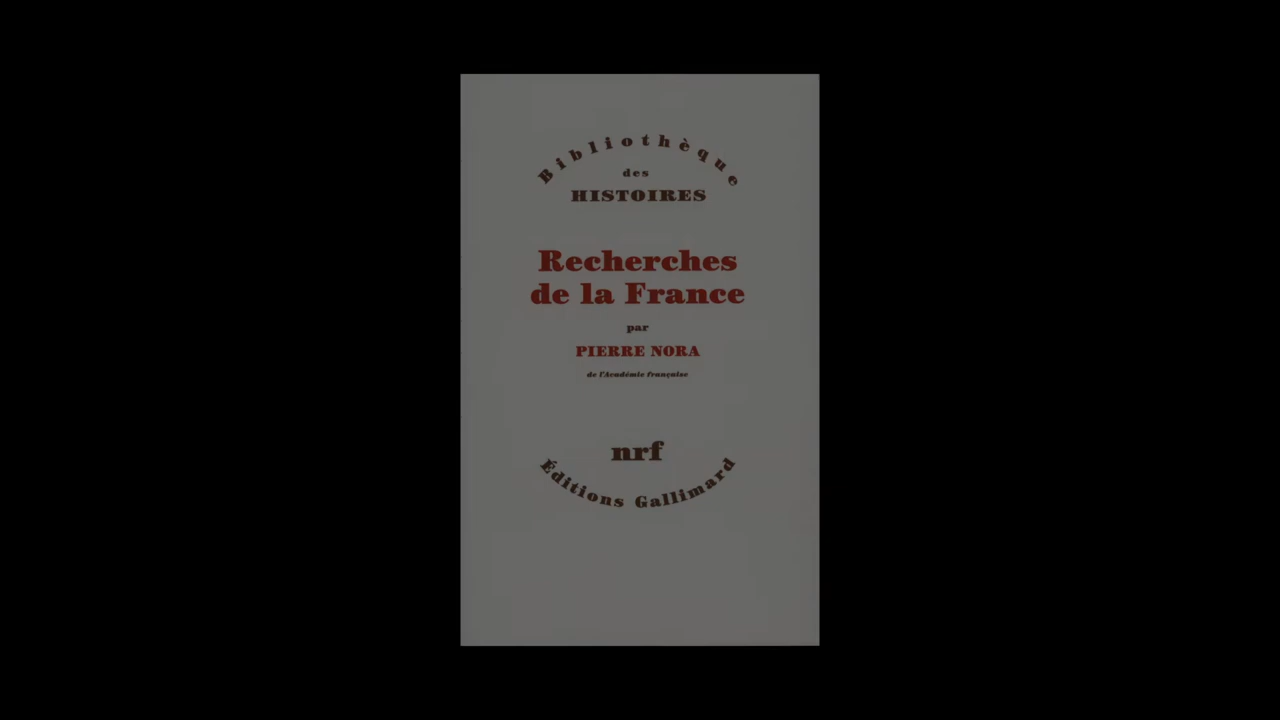 Bibliothèque
des
HISTOIRES
Recherches
de la France
par
PIERRE NORA
de l'Académie française
nrf
Éditions Gallimard